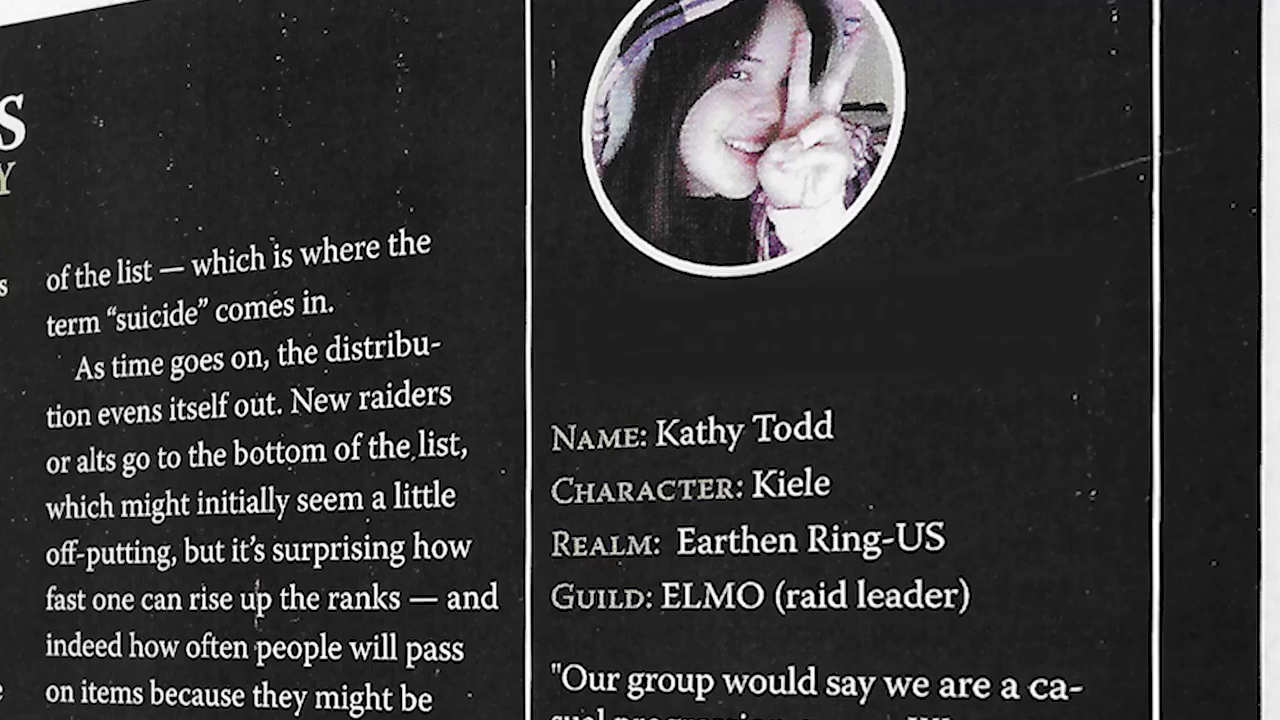 S
Y
s
of the list — which is where the
term “suicide” comes in.
As time goes on, the distribu-
tion evens itself out. New raiders
or alts go to the bottom of the list,
which might initially seem a little
off-putting, but it’s surprising how
fast one can rise up the ranks — and
indeed how often people will pass
on items because they might be
NAME: Kathy Todd
CHARACTER: Kiele
REALM: Earthen Ring-US
GUILD: ELMO (raid leader)
"Our group would say we are a ca-